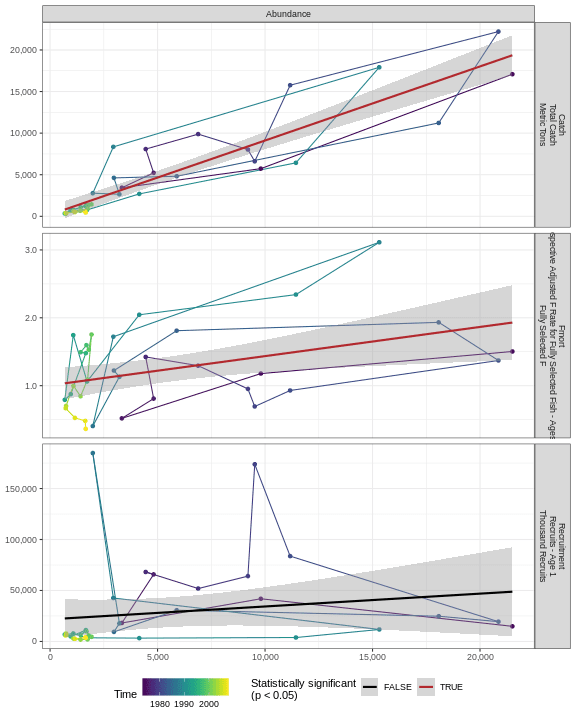 Abundance
20,000
15,000
10,000
5,000
0
Catch
Total Catch
Metric Tons
3.0
2.0
1.0
Fmort
Adjusted F Rate for Fully Selected Fish - Ages
Fully Selected F
150,000
100,000
50,000
0
Recruitment
Recruits - Age 1
Thousand Recruits
0 5,000 10,000 15,000 20,000
Time
1980 1990 2000
Statistically significant
(p < 0.05)
FALSE
TRUE